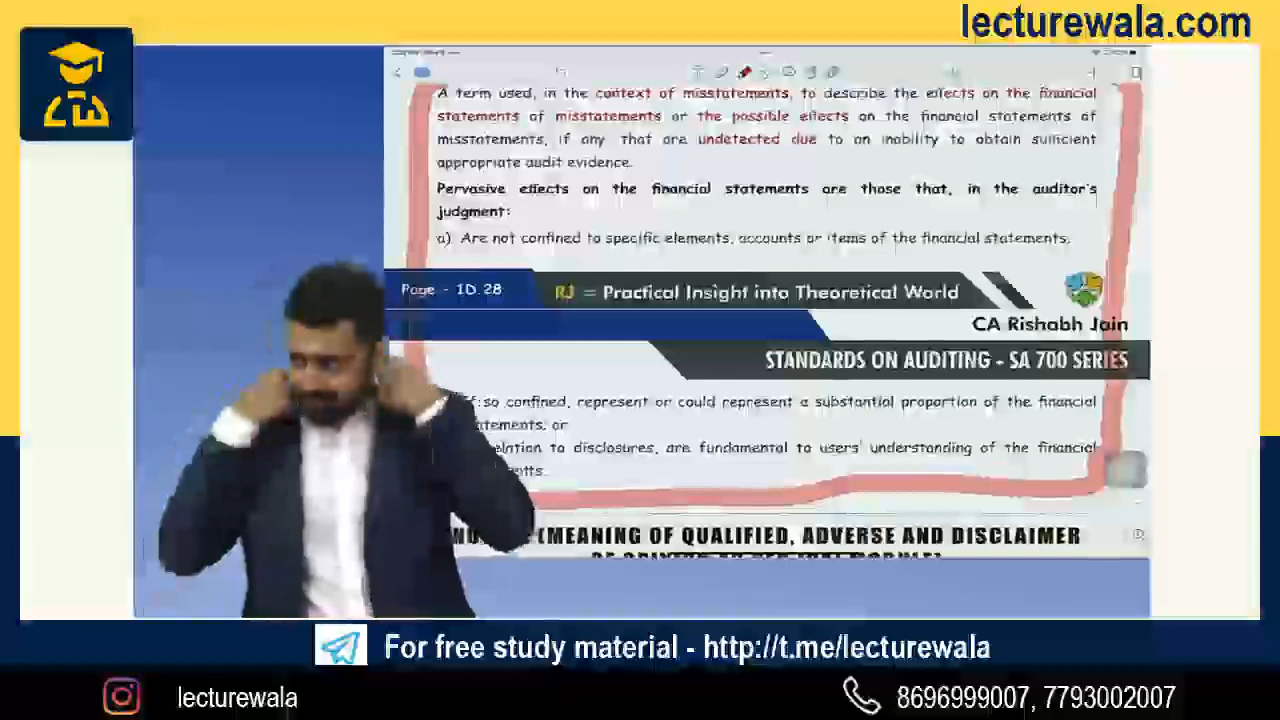 lecturewala.com
A term used, in the context of misstatements, to describe the effects on the financial
statements of misstatements or the possible effects on the financial statements of
misstatements, if any that are undetected due to an inability to obtain sufficient
appropriate audit evidence.
Pervasive effects on the financial statements are those that, in the auditor's
judgment:
a) Are not confined to specific elements, accounts or items of the financial statements.
Page - 1D.28
RJ = Practical Insight into Theoretical World
CA Rishabh Jain
STANDARDS ON AUDITING - SA 700 SERIES
so confined, represent or could represent a substantial proportion of the financial
or
to disclosures, are fundamental to users' understanding of the financial
(MEANING OF QUALIFIED, ADVERSE AND DISCLAIMER
For free study material - http://t.me/lecturewala
lecturewala
8696999007, 7793002007